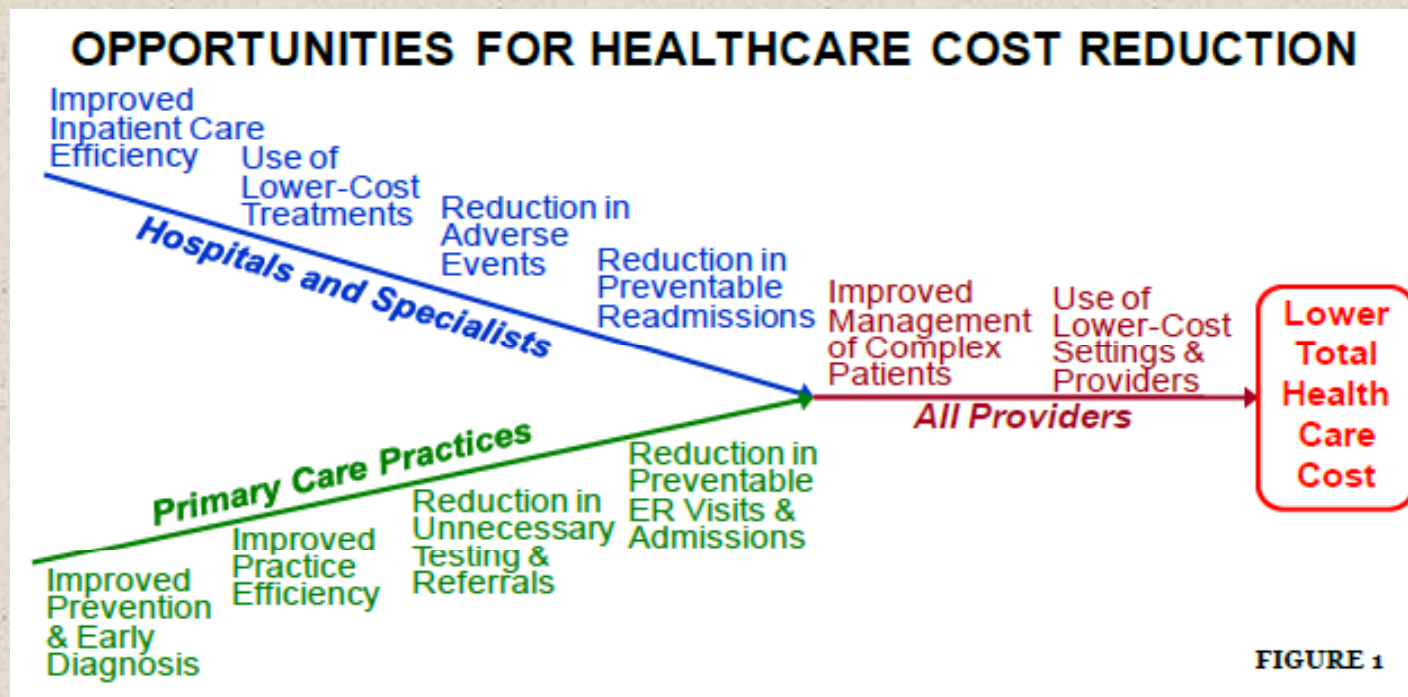 OPPORTUNITIES FOR HEALTHCARE COST REDUCTION
Improved
Inpatient Care
Efficiency
Use of
Lower-Cost
Treatments
Reduction in
Adverse
Events
Reduction in
Preventable
Readmissions
Hospitals and Specialists
Improved
Management
of Complex
Patients
Use of
Lower-Cost
Settings &
Providers
All Providers
Lower
Total
Health
Care
Cost
Primary Care Practices
Improved
Prevention
& Early
Diagnosis
Improved
Practice
Efficiency
Reduction in
Unnecessary
Testing &
Referrals
Reduction in
Preventable
ER Visits &
Admissions
FIGURE 1